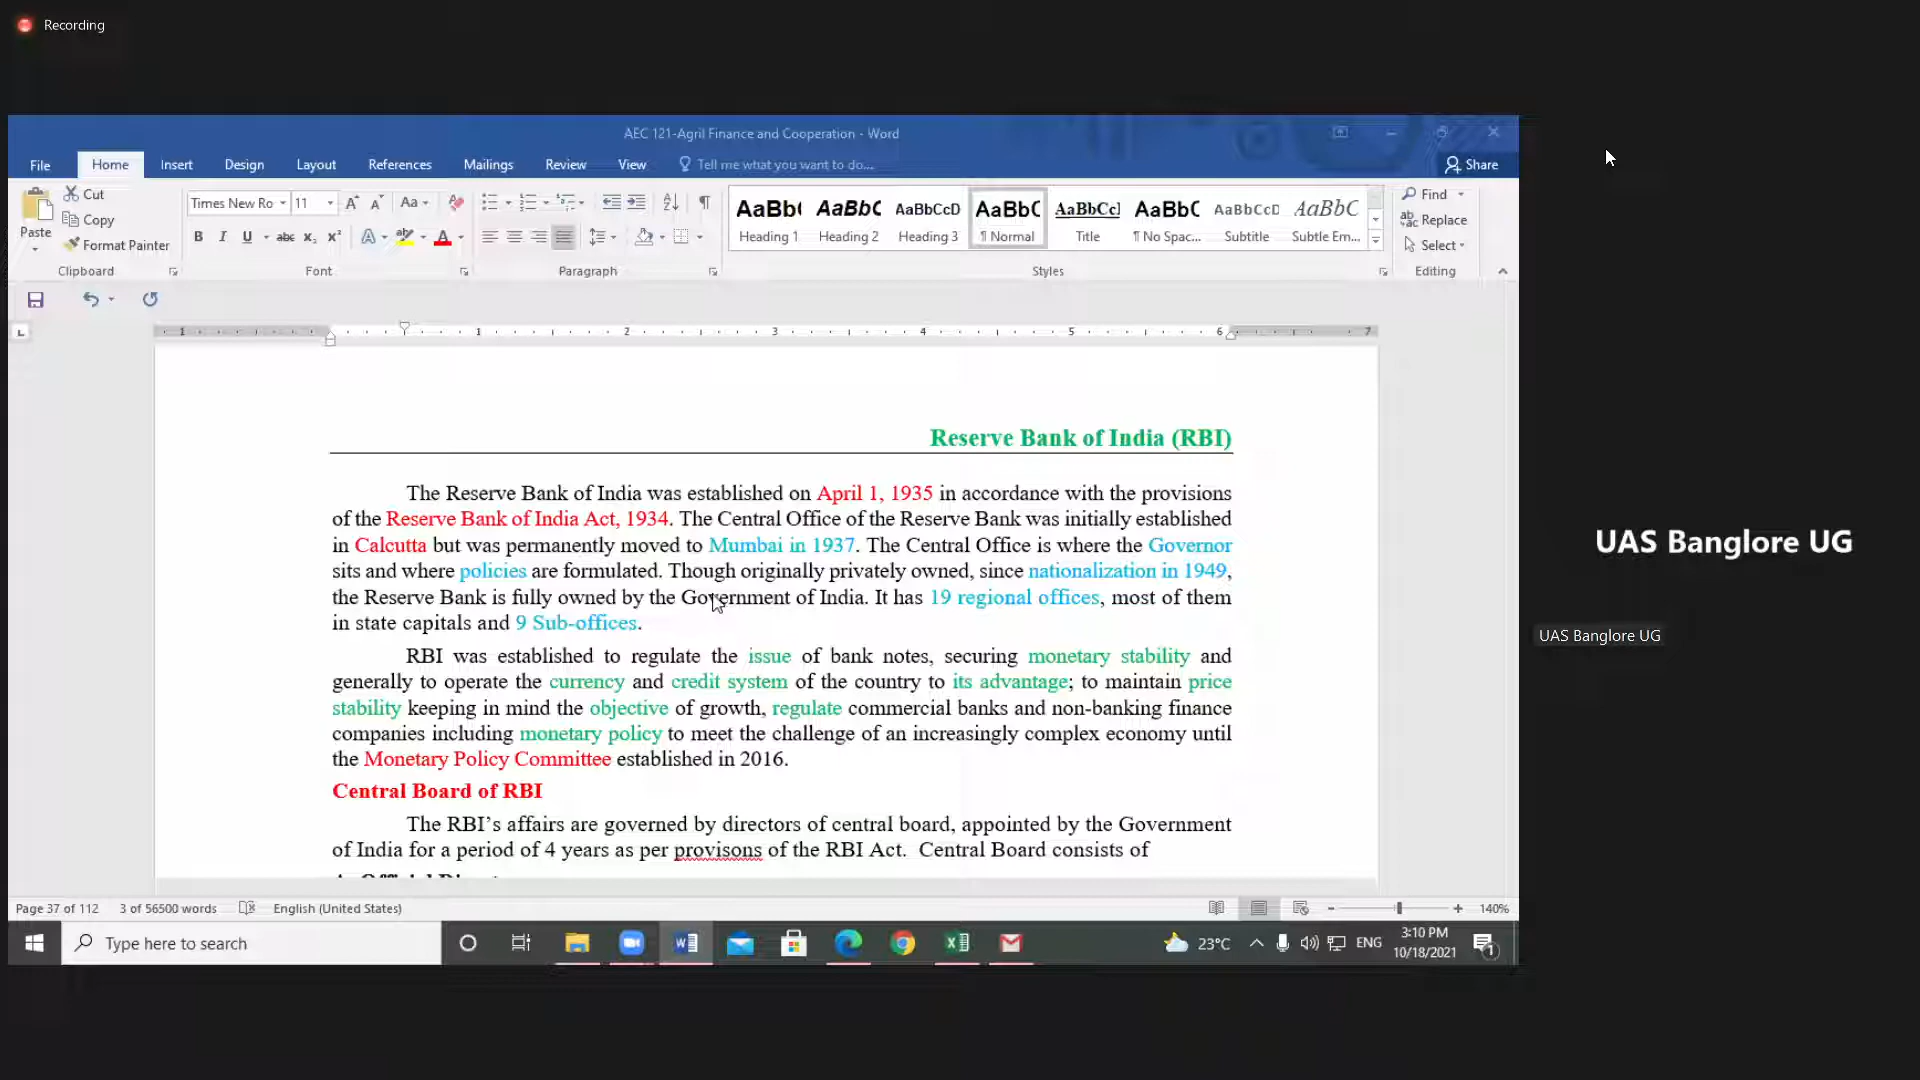 Recording
AEC 121-Agril Finance and Cooperation - Word
File Home Insert Design Layout References Mailings Review View Tell me what you want to do... Share
Paste Cut Copy Format Painter
Clipboard
Times New Ro 11
Font
Paragraph
AaBb( AaBbC AaBbCcD AaBbC AaBbCcl AaBbC AaBbCcD AaBbC
Heading 1 Heading 2 Heading 3 ¶ Normal Title ¶ No Spac... Subtitle Subtle Em...
Styles
Find
Replace
Select
Editing
1 1 2 3 4 5 6 7
Reserve Bank of India (RBI)
The Reserve Bank of India was established on April 1, 1935 in accordance with the provisions
of the Reserve Bank of India Act, 1934. The Central Office of the Reserve Bank was initially established
in Calcutta but was permanently moved to Mumbai in 1937. The Central Office is where the Governor
sits and where policies are formulated. Though originally privately owned, since nationalization in 1949,
the Reserve Bank is fully owned by the Government of India. It has 19 regional offices, most of them
in state capitals and 9 Sub-offices.
RBI was established to regulate the issue of bank notes, securing monetary stability and
generally to operate the currency and credit system of the country to its advantage; to maintain price
stability keeping in mind the objective of growth, regulate commercial banks and non-banking finance
companies including monetary policy to meet the challenge of an increasingly complex economy until
the Monetary Policy Committee established in 2016.
Central Board of RBI
The RBI’s affairs are governed by directors of central board, appointed by the Government
of India for a period of 4 years as per provisons of the RBI Act. Central Board consists of
Page 37 of 112 3 of 56500 words English (United States) 140%
Type here to search
23°C ENG 3:10 PM
10/18/2021
1
UAS Banglore UG
UAS Banglore UG